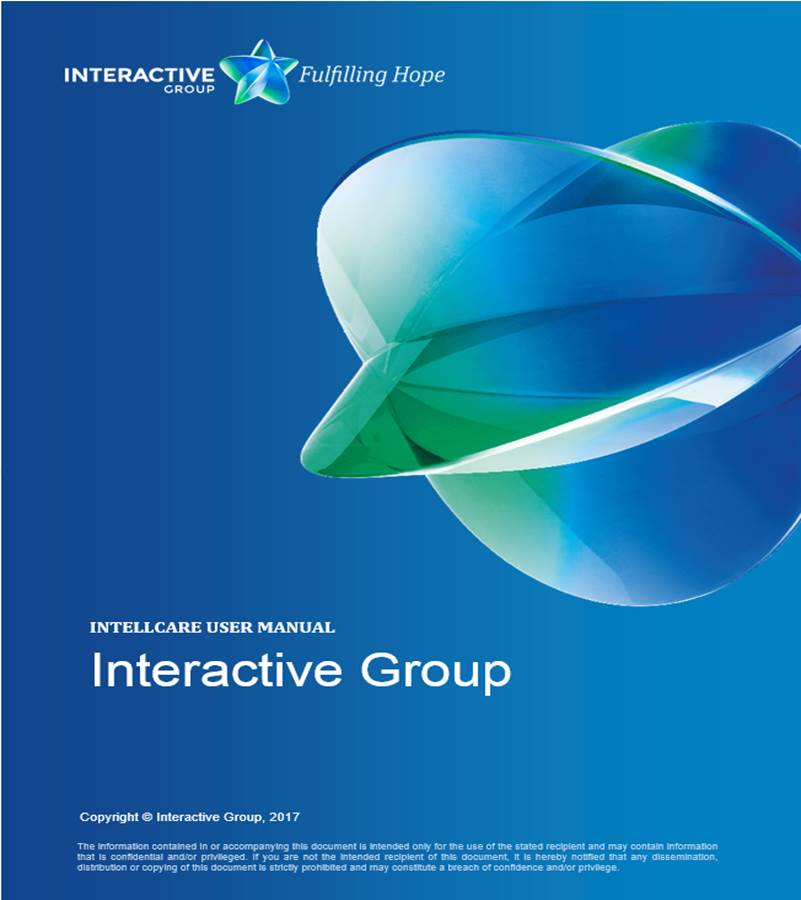 INTERACTIVE
GROUP
Fulfilling Hope
INTELLCARE USER MANUAL
Interactive Group
Copyright © Interactive Group, 2017
The information contained in or accompanying this document is intended only for the use of the stated recipient and may contain information
that is confidential and/or privileged. If you are not the intended recipient of this document, it is hereby notified that any dissemination,
distribution or copying of this document is strictly prohibited and may constitute a breach of confidence and/or privilege.